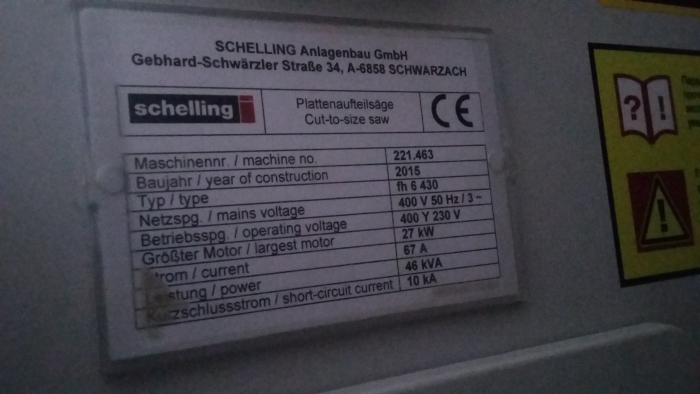 SCHELLING Anlagenbau GmbH
Gebhard-Schwärzler Straße 34, A-6858 SCHWARZACH
schelling
Plattenaufteilsäge
Cut-to-size saw
CE
Maschinennr. / machine no. 221.463
Baujahr / year of construction 2015
Typ / type fh 6 430
Netzspg. / mains voltage 400 V 50 Hz / 3 ~
Betriebsspg. / operating voltage 400 Y 230 V
Größter Motor / largest motor 27 kW
Strom / current 67 A
Leistung / power 46 kVA
Kurzschlussstrom / short-circuit current 10 kA
? !
!